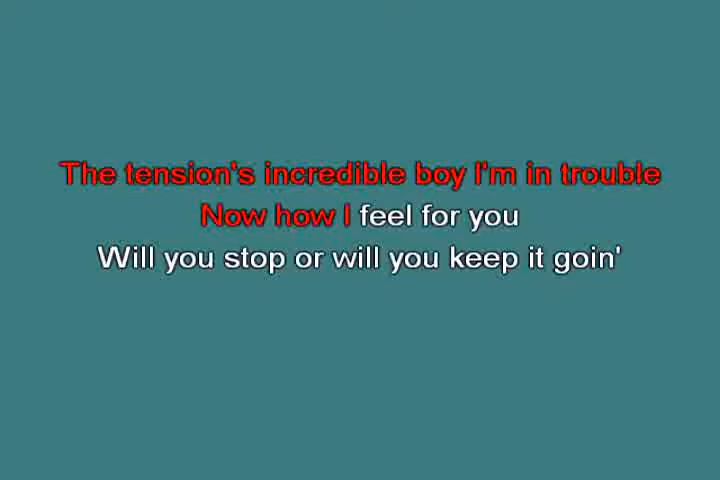 The tension's incredible boy I'm in trouble
Now how I feel for you
Will you stop or will you keep it goin'